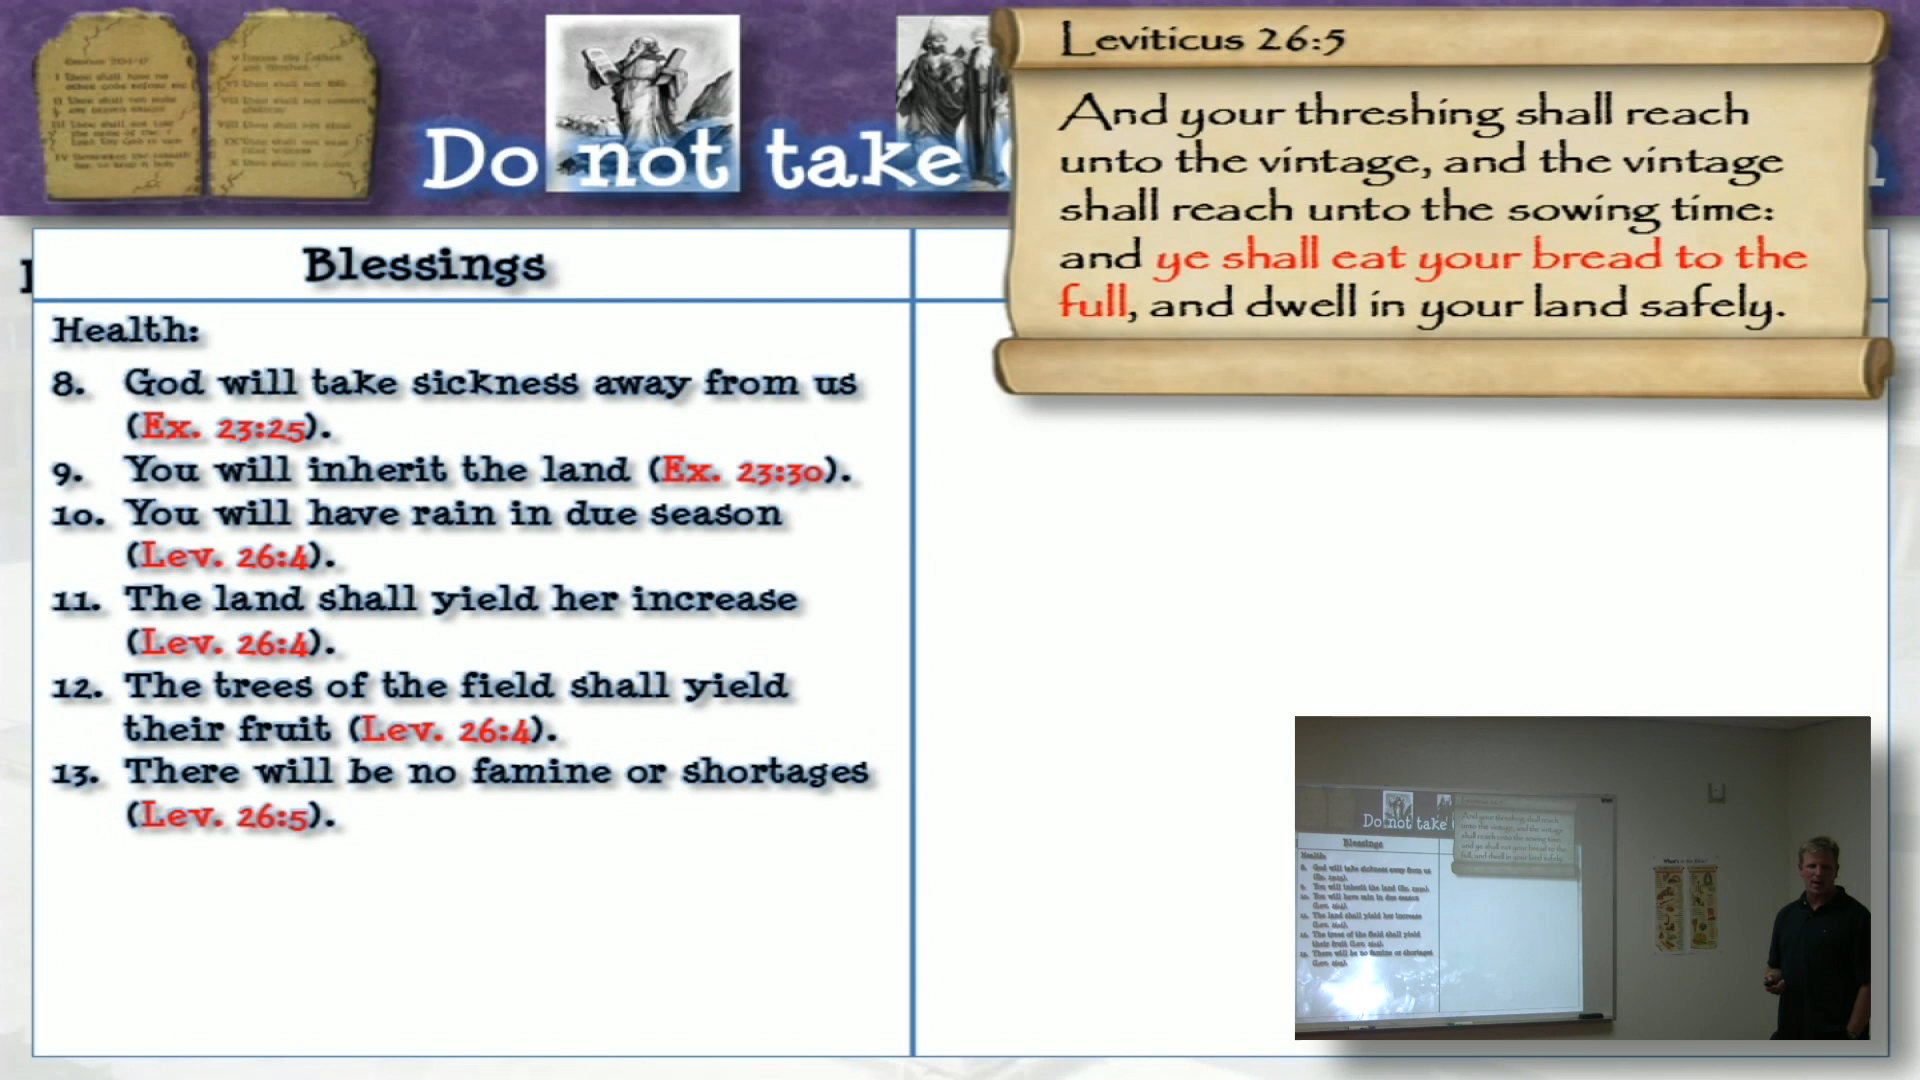 Do not take
Leviticus 26:5
And your threshing shall reach
unto the vintage, and the vintage
shall reach unto the sowing time:
and ye shall eat your bread to the
full, and dwell in your land safely.
Blessings
Health:
8. God will take sickness away from us
(Ex. 23:25).
9. You will inherit the land (Ex. 23:30).
10. You will have rain in due season
(Lev. 26:4).
11. The land shall yield her increase
(Lev. 26:4).
12. The trees of the field shall yield
their fruit (Lev. 26:4).
13. There will be no famine or shortages
(Lev. 26:5).
Do not take
Blessings